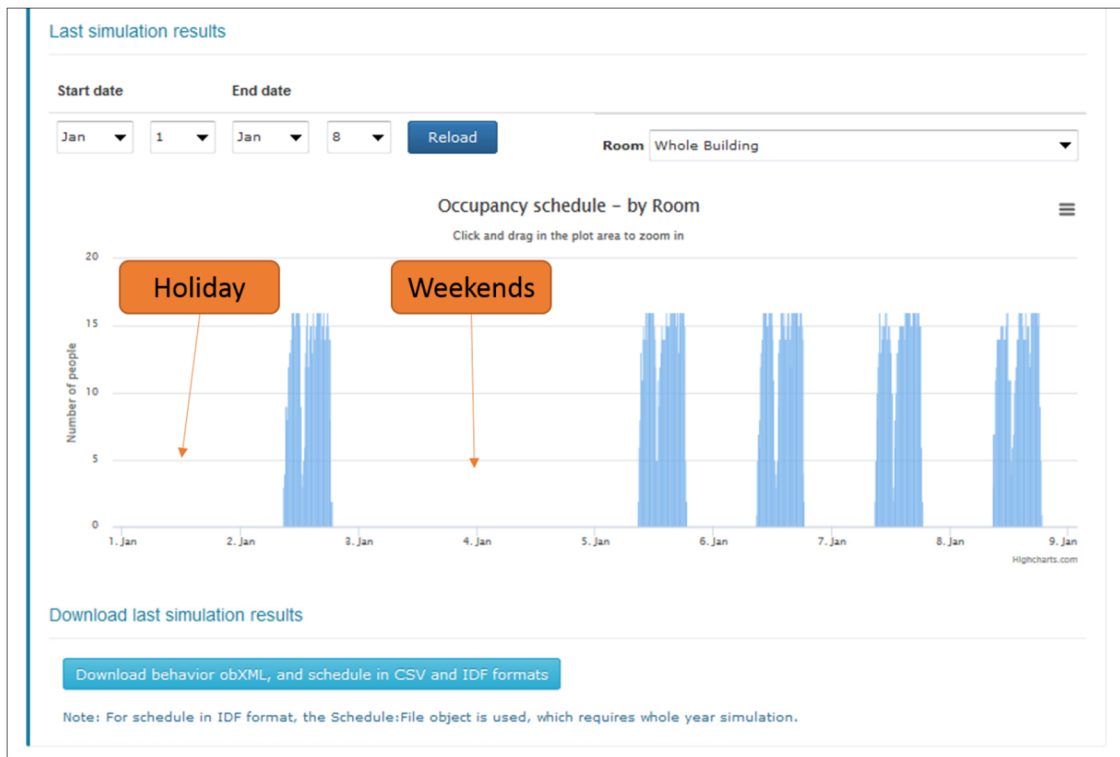 Last simulation results
Start date End date
Jan 1 Jan 8 Reload
Room Whole Building
Occupancy schedule - by Room
Click and drag in the plot area to zoom in
Holiday
Weekends
Number of people
20
15
10
5
0
1. Jan 2. Jan 3. Jan 4. Jan 5. Jan 6. Jan 7. Jan 8. Jan 9. Jan
Highcharts.com
Download last simulation results
Download behavior obXML, and schedule in CSV and IDF formats
Note: For schedule in IDF format, the Schedule:File object is used, which requires whole year simulation.